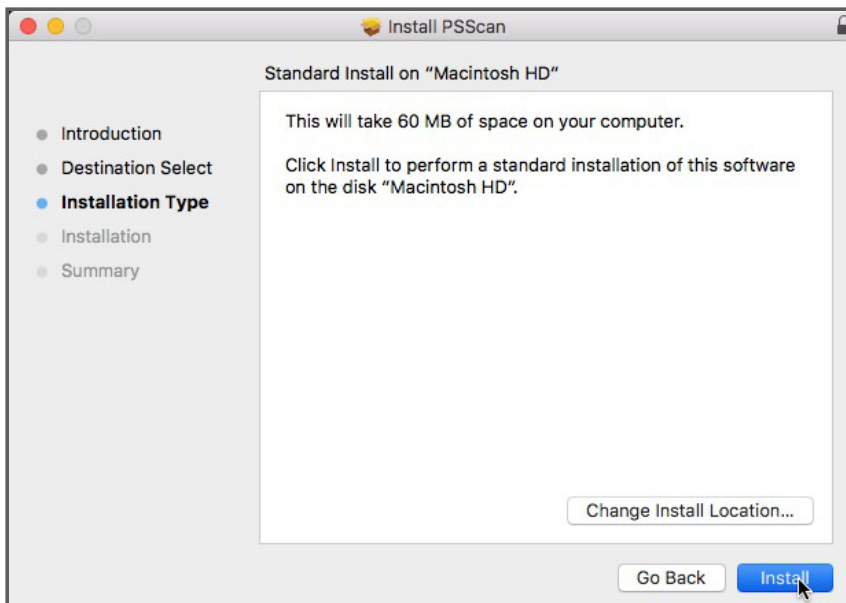 Install PSScan
Standard Install on “Macintosh HD”
Introduction
Destination Select
Installation Type
Installation
Summary
This will take 60 MB of space on your computer.
Click Install to perform a standard installation of this software
on the disk “Macintosh HD”.
Change Install Location...
Go Back
Install